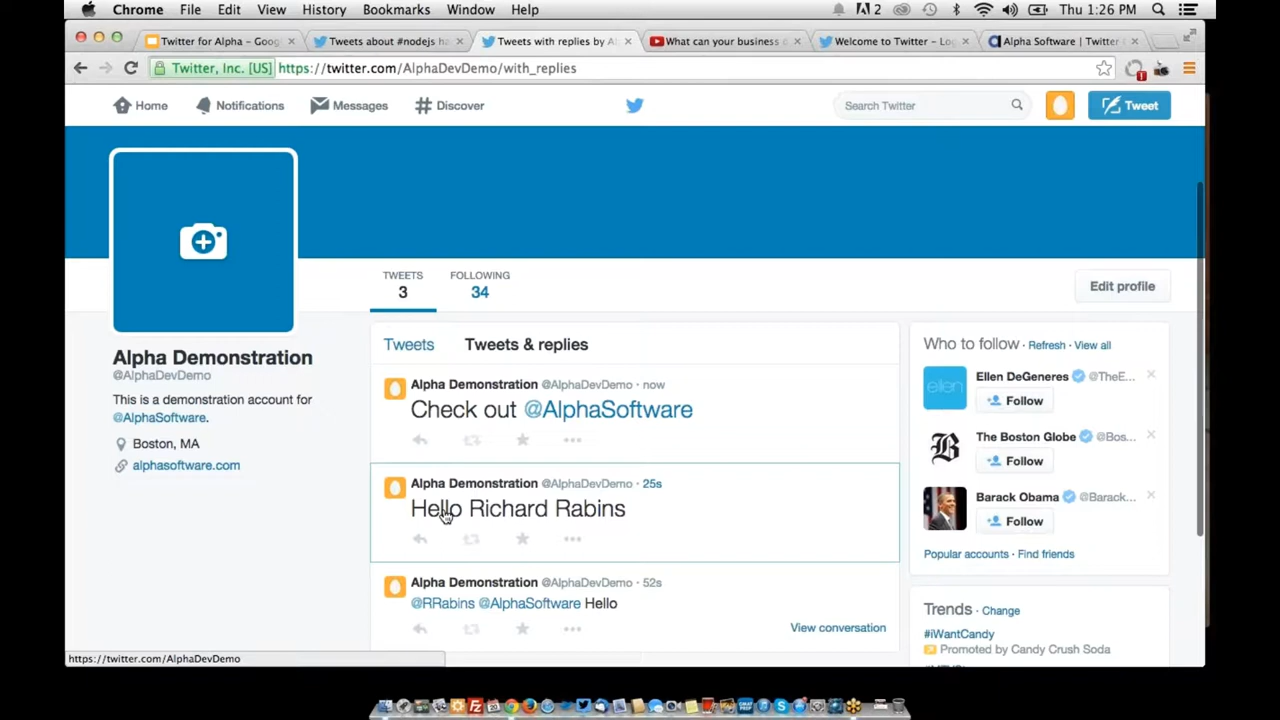 Chrome File Edit View History Bookmarks Window Help
2 Thu 1:26 PM
Twitter for Alpha – Goog
Tweets about #nodejs ha
Tweets with replies by Al
What can your business d
Welcome to Twitter – Lo
Alpha Software | Twitter
Twitter, Inc. [US] https://twitter.com/AlphaDevDemo/with_replies
1
Home Notifications Messages # Discover Search Twitter Tweet
TWEETS FOLLOWING
3 34
Edit profile
Alpha Demonstration
@AlphaDevDemo
This is a demonstration account for
@AlphaSoftware.
Boston, MA
alphasoftware.com
Tweets Tweets & replies
Alpha Demonstration @AlphaDevDemo · now
Check out @AlphaSoftware
Alpha Demonstration @AlphaDevDemo · 25s
Hello Richard Rabins
Alpha Demonstration @AlphaDevDemo · 52s
@RRabins @AlphaSoftware Hello
View conversation
Who to follow · Refresh · View all
ellen
Ellen DeGeneres @TheE...
Follow
B
The Boston Globe @Bos...
Follow
Barack Obama @Barack...
Follow
Popular accounts · Find friends
Trends · Change
#iWantCandy
Promoted by Candy Crush Soda
https://twitter.com/AlphaDevDemo